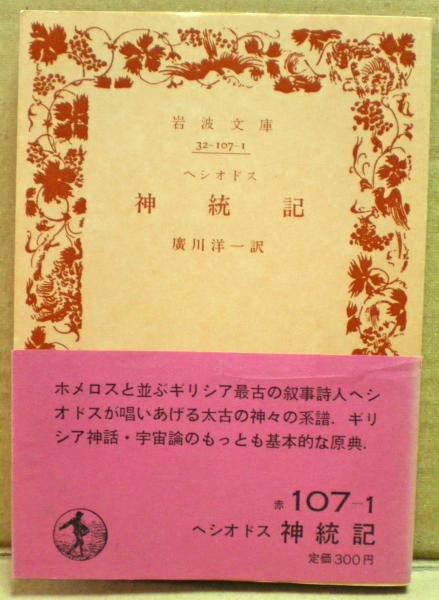 岩波文庫
32-107-1
ヘシオドス
神統記
廣川洋一訳
ホメロスと並ぶギリシア最古の叙事詩人ヘシ
オドスが唱いあげる太古の神々の系譜．ギリ
シア神話・宇宙論のもっとも基本的な原典．
赤 107-1
ヘシオドス 神統記
定価300円